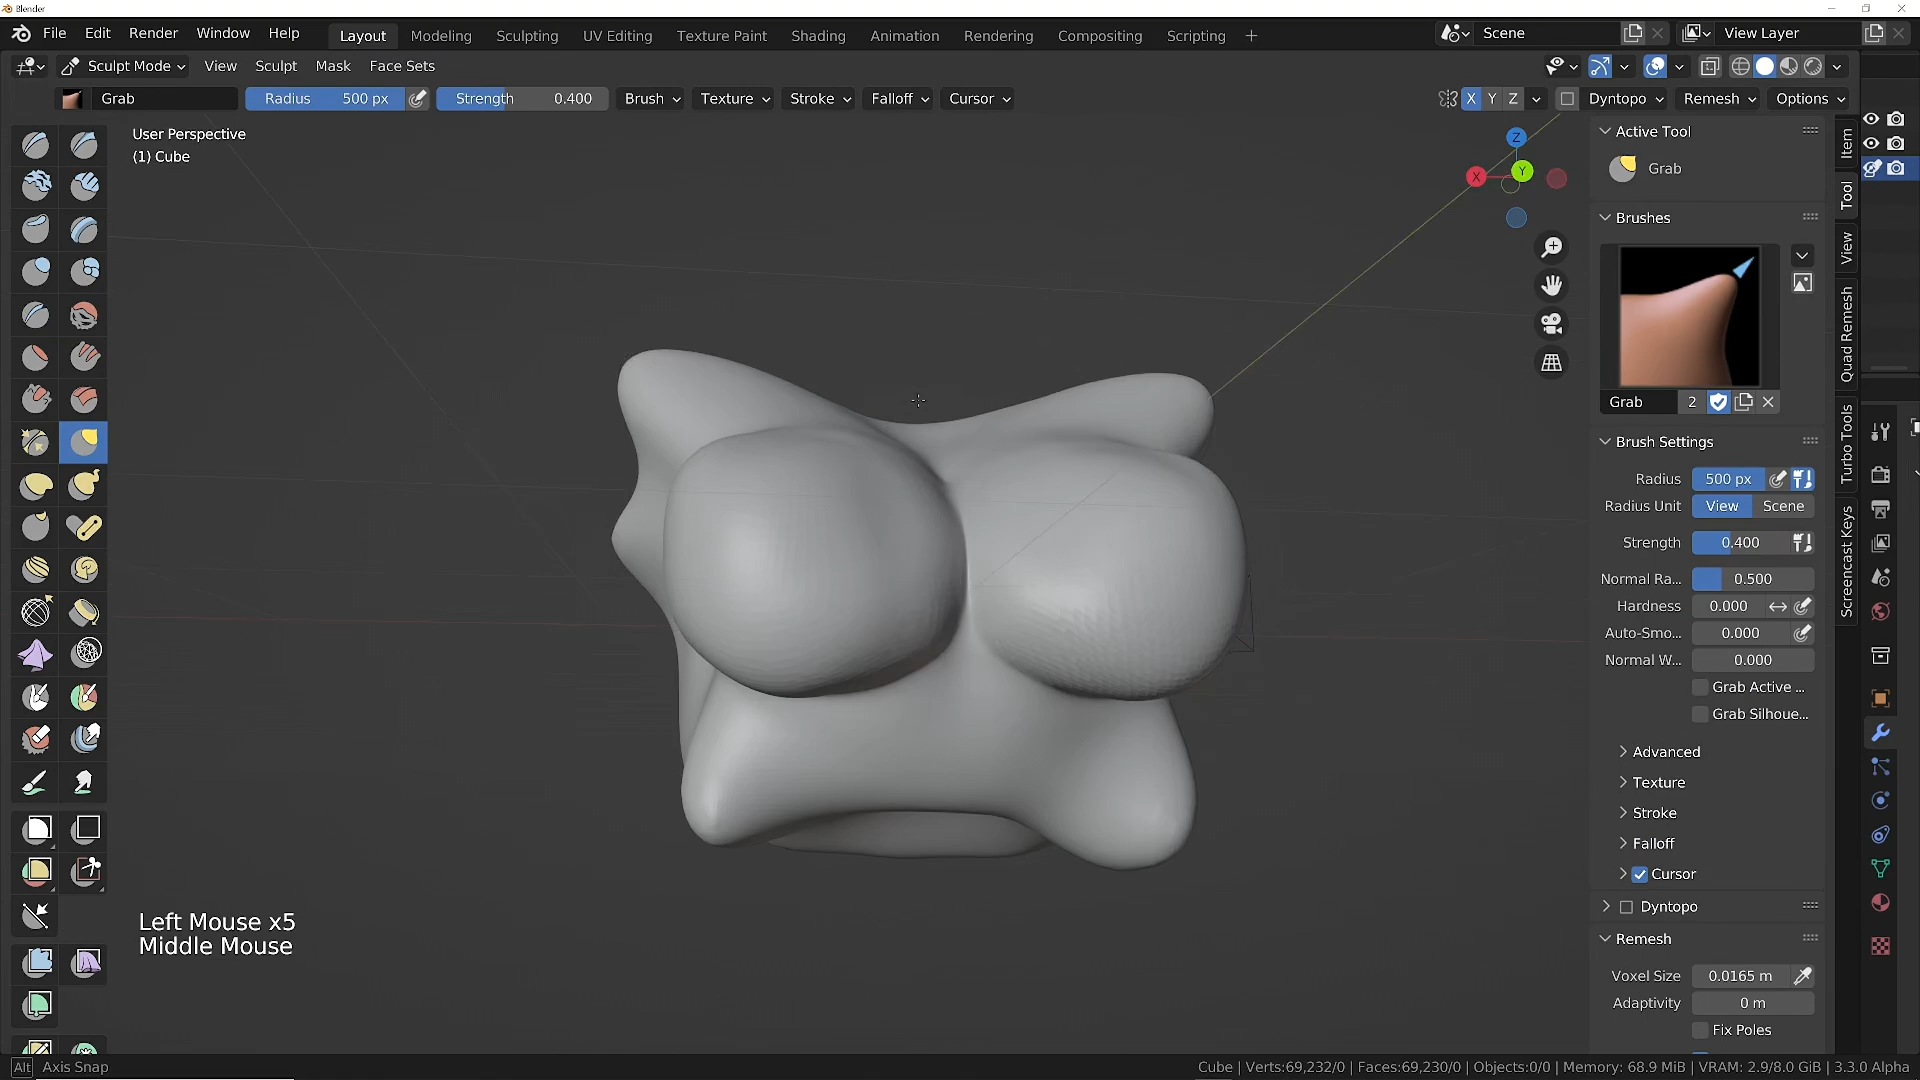 Blender
File Edit Render Window Help Layout Modeling Sculpting UV Editing Texture Paint Shading Animation Rendering Compositing Scripting + Scene View Layer
Sculpt Mode View Sculpt Mask Face Sets
Grab Radius 500 px Strength 0.400 Brush Texture Stroke Falloff Cursor X Y Z Dyntopo Remesh Options
User Perspective
(1) Cube
Z
X Y
Active Tool
Grab
Brushes
Grab 2
Brush Settings
Radius 500 px
Radius Unit View Scene
Strength 0.400
Normal Ra... 0.500
Hardness 0.000
Auto-Smo... 0.000
Normal W... 0.000
Grab Active ...
Grab Silhoue...
Advanced
Texture
Stroke
Falloff
Cursor
Dyntopo
Remesh
Voxel Size 0.0165 m
Adaptivity 0 m
Fix Poles
Item
Tool
View
Quad Remesh
Turbo Tools
Screencast Keys
Left Mouse x5
Middle Mouse
Alt Axis Snap
Cube | Verts:69,232/0 | Faces:69,230/0 | Objects:0/0 | Memory: 68.9 MiB | VRAM: 2.9/8.0 GiB | 3.3.0 Alpha